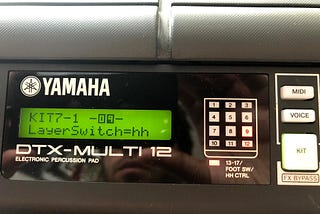 YAMAHA
KIT7-1 -09-
LayerSwitch=hh
DTX-MULTI 12
ELECTRONIC PERCUSSION PAD
1 2 3
4 5 6
7 8 9
10 11 12
13-17/
FOOT SW/
HH CTRL
MIDI
VOICE
KIT
FX BYPASS